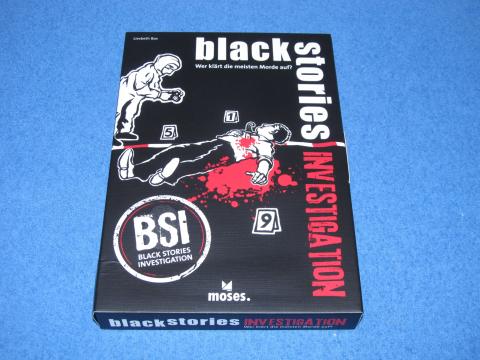 Liesbeth Bos
black stories
Wer klärt die meisten Morde auf?
INVESTIGATION
5
1
9
BSI
BLACK STORIES
INVESTIGATION
moses.
black stories INVESTIGATION
Wer klärt die meisten Morde auf?